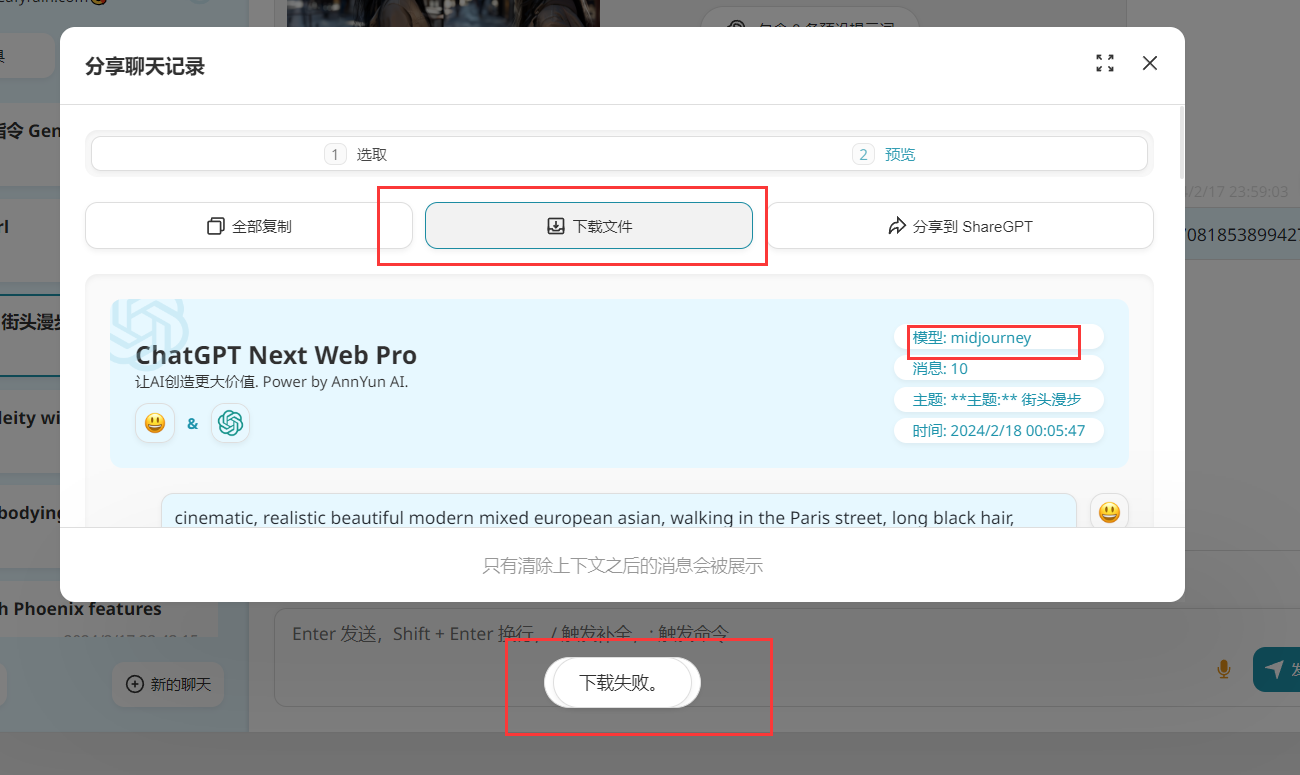 分享聊天记录
指令 Gen
2/17 23:59:03
1 选取
2 预览
全部复制
下载文件
分享到 ShareGPT
7081853899427
街头漫步
ChatGPT Next Web Pro
让AI创造更大价值. Power by AnnYun AI.
&
模型: midjourney
消息: 10
主题: **主题:** 街头漫步
时间: 2024/2/18 00:05:47
leity wi
bodying
cinematic, realistic beautiful modern mixed european asian, walking in the Paris street, long black hair,
只有清除上下文之后的消息会被展示
h Phoenix features
Enter 发送，Shift + Enter 换行，/ 触发补全，: 触发命令
新的聊天
下载失败。
发